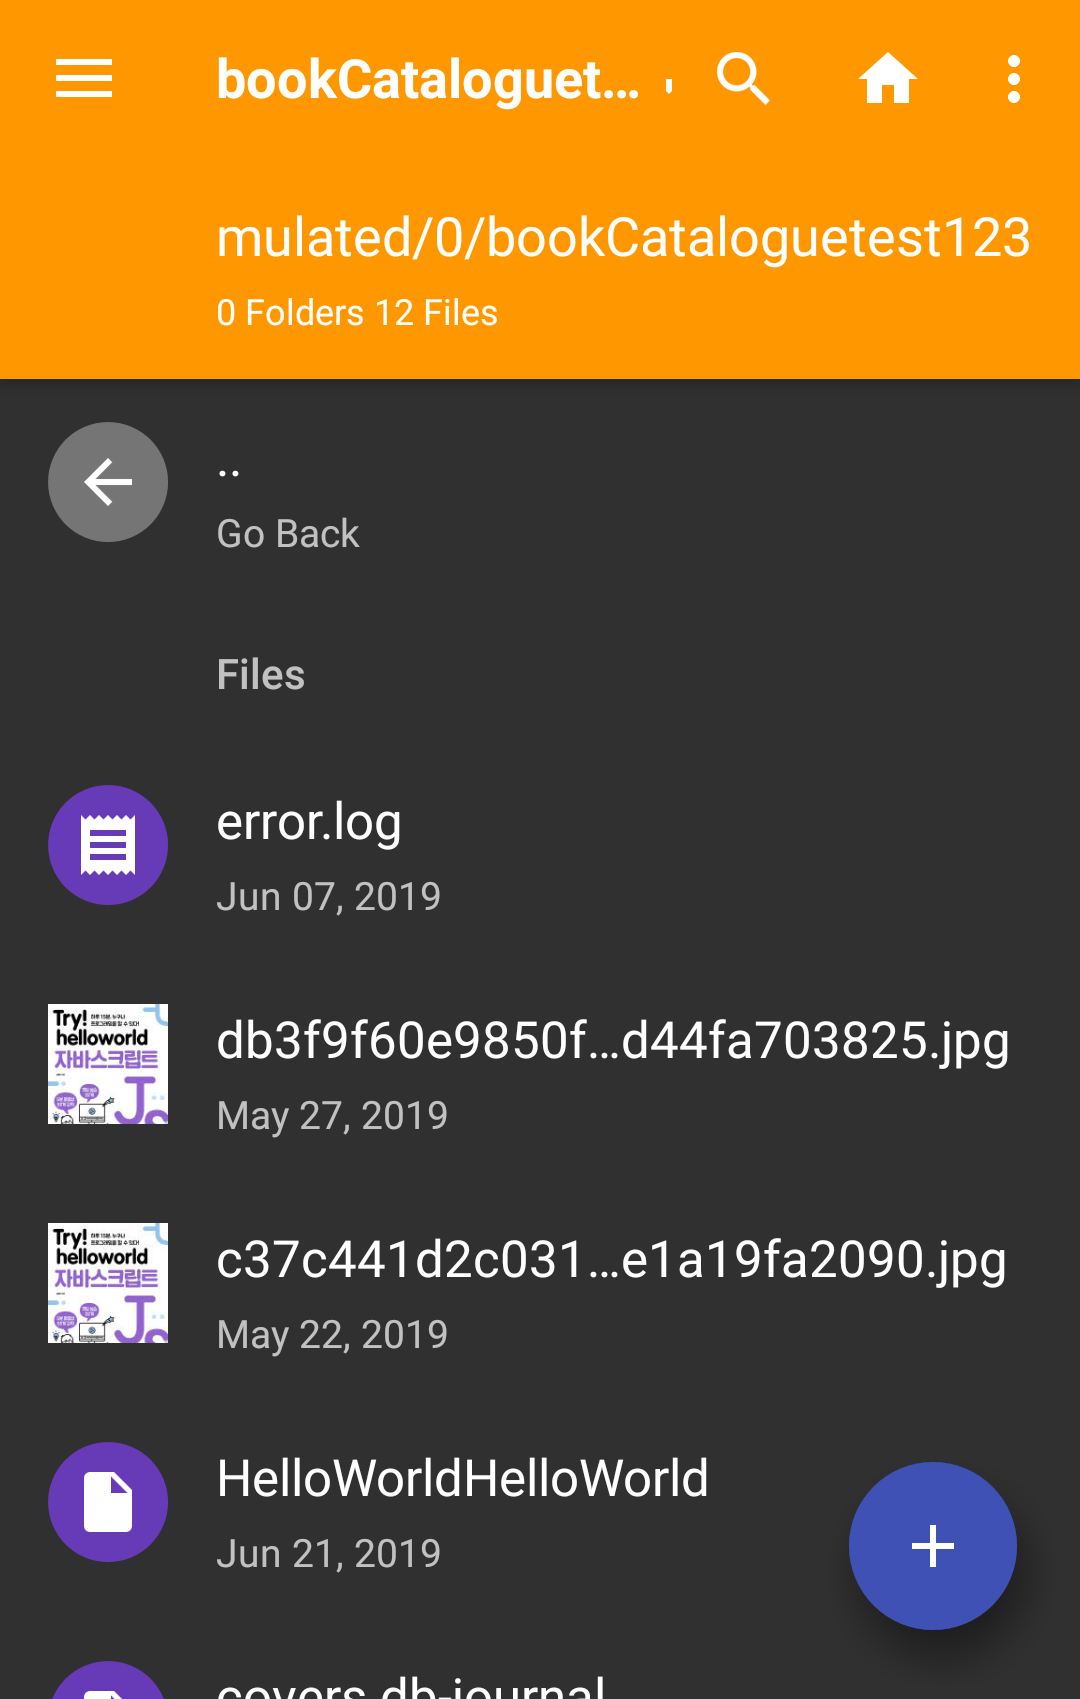 bookCataloguet...
mulated/0/bookCataloguetest123
0 Folders 12 Files
..
Go Back
Files
error.log
Jun 07, 2019
Try!
helloworld
자바스크립트
db3f9f60e9850f...d44fa703825.jpg
May 27, 2019
Try!
helloworld
자바스크립트
c37c441d2c031...e1a19fa2090.jpg
May 22, 2019
HelloWorldHelloWorld
Jun 21, 2019
covers.db-journal